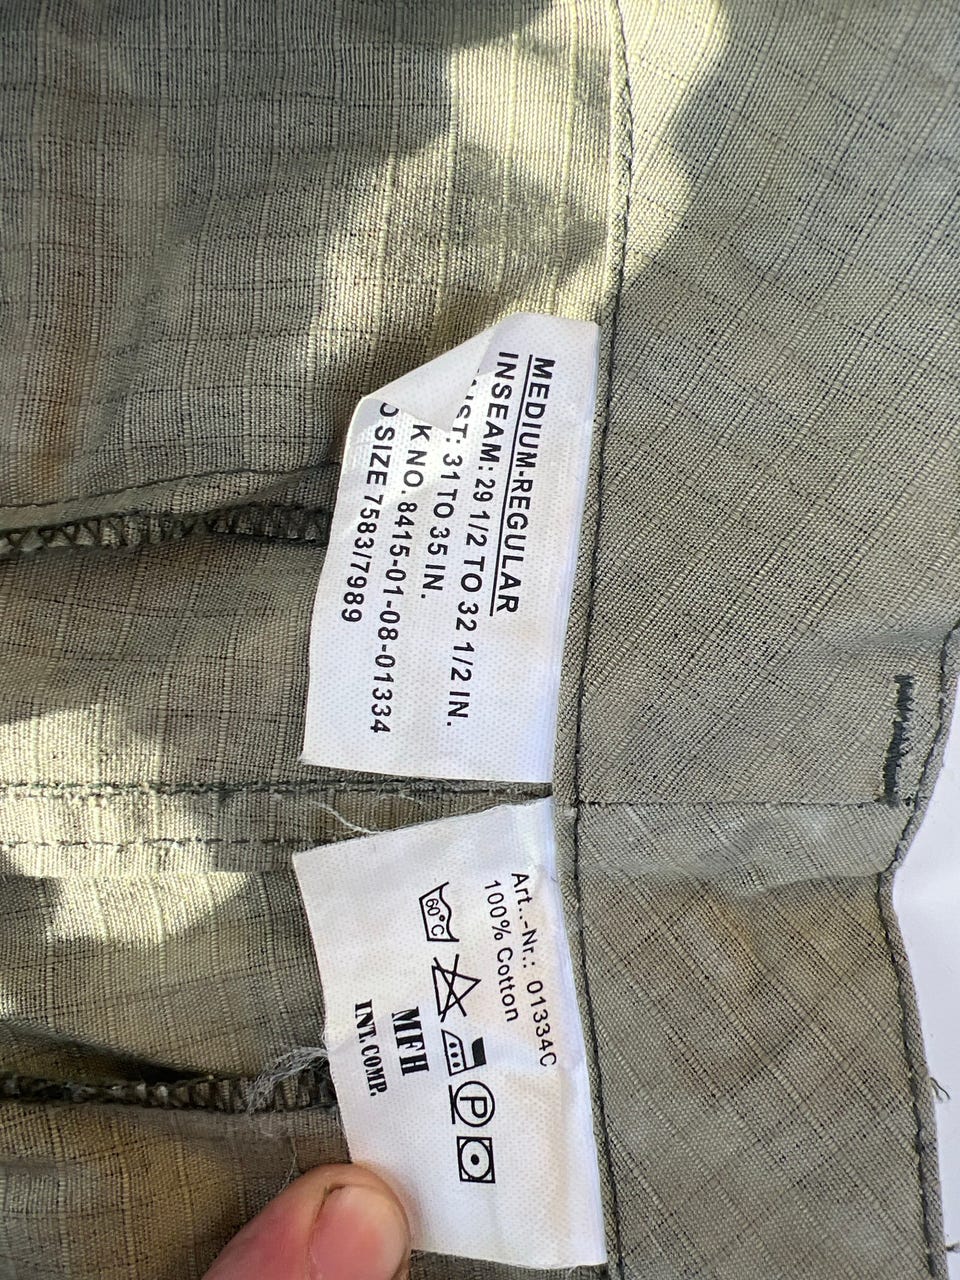 MEDIUM-REGULAR
INSEAM: 29 1/2 TO 32 1/2 IN.
IST: 31 TO 35 IN.
K NO. 8415-01-08-01334
O SIZE 7583/7989
Art..-Nr.: 01334C
100% Cotton
60°C
P
MFH
INT.COMP.